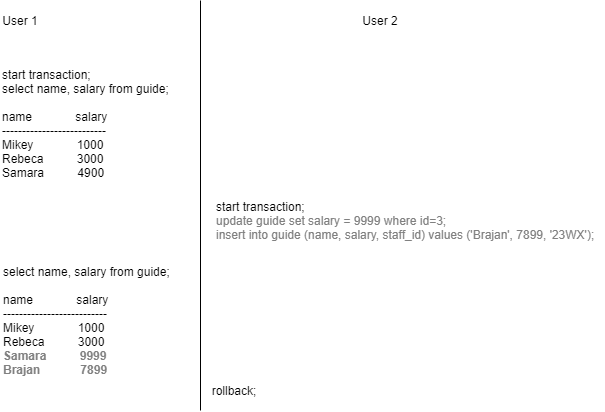 User 1
User 2
start transaction;
select name, salary from guide;
name salary
--------------------------
Mikey 1000
Rebeca 3000
Samara 4900
start transaction;
update guide set salary = 9999 where id=3;
insert into guide (name, salary, staff_id) values ('Brajan', 7899, '23WX');
select name, salary from guide;
name salary
--------------------------
Mikey 1000
Rebeca 3000
Samara 9999
Brajan 7899
rollback;